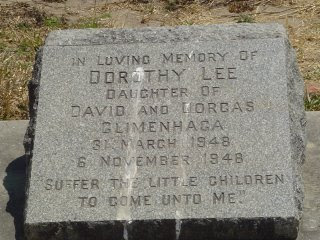 IN LOVING MEMORY OF
DOROTHY LEE
DAUGHTER OF
DAVID AND DORCAS
CLIMENHAGA
31 MARCH 1948
6 NOVEMBER 1948
SUFFER THE LITTLE CHILDREN
TO COME UNTO ME"